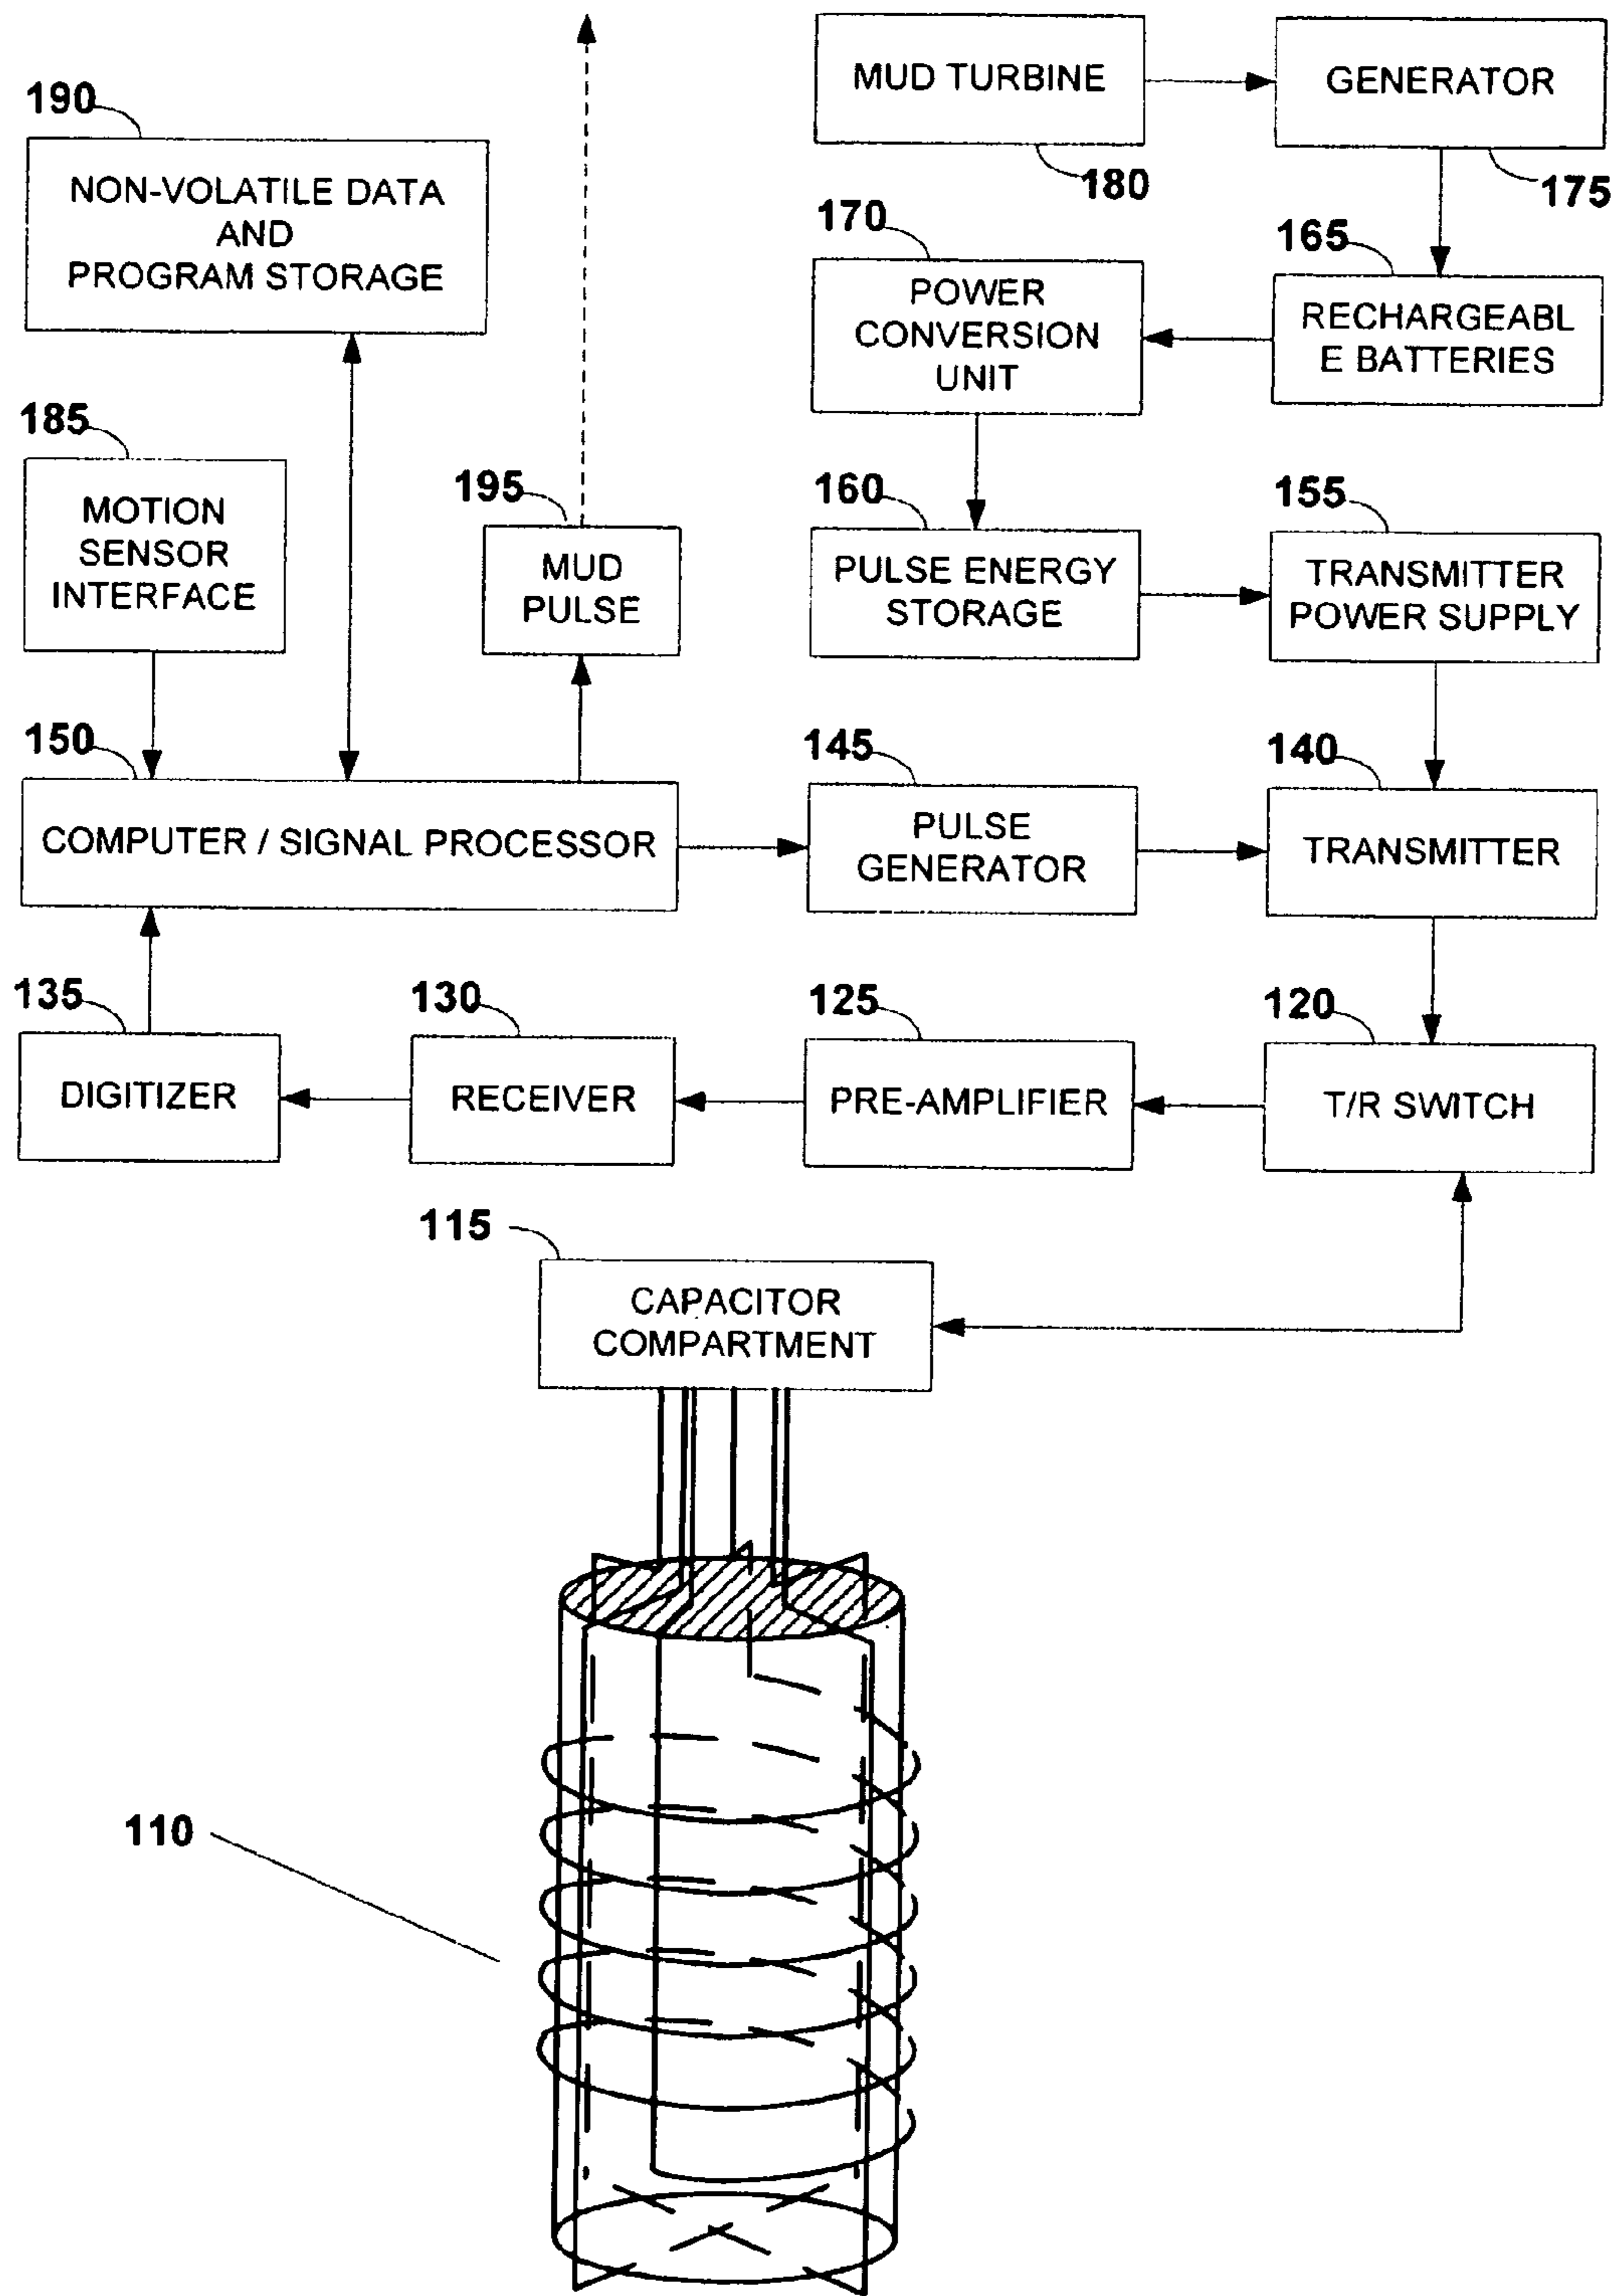 MUD TURBINE
GENERATOR
190
180
175
NON-VOLATILE DATA
AND
PROGRAM STORAGE
170
165
POWER
CONVERSION
UNIT
RECHARGEABL
E BATTERIES
185
195
160
155
MOTION
SENSOR
INTERFACE
MUD
PULSE
PULSE ENERGY
STORAGE
TRANSMITTER
POWER SUPPLY
150
145
140
COMPUTER / SIGNAL PROCESSOR
PULSE
GENERATOR
TRANSMITTER
135
130
125
120
DIGITIZER
RECEIVER
PRE-AMPLIFIER
T/R SWITCH
115
CAPACITOR
COMPARTMENT
110